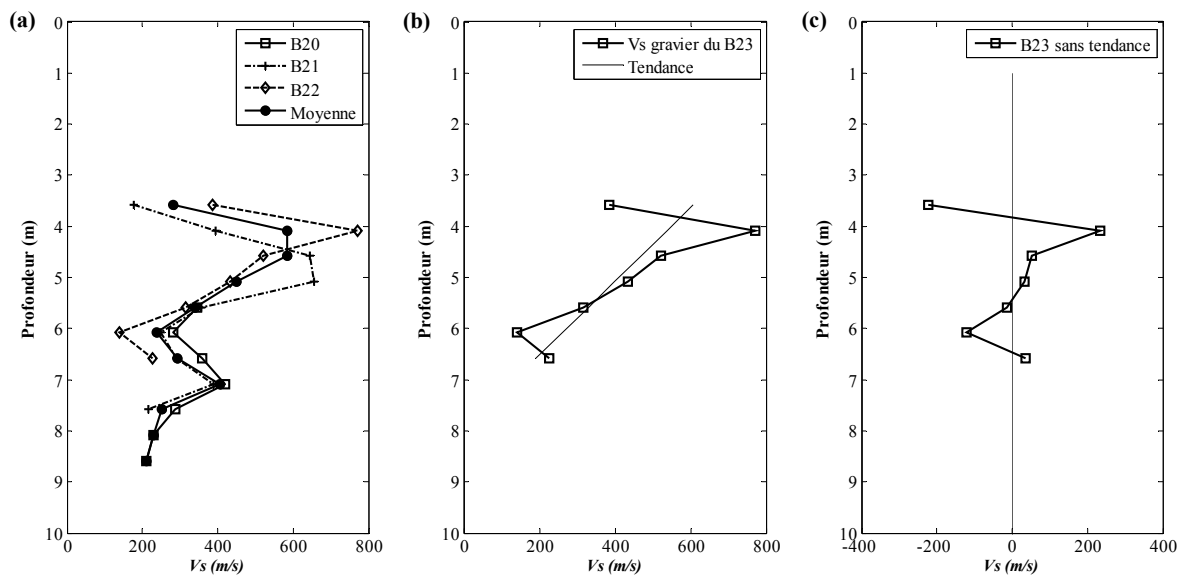 (a)
B20
B21
B22
Moyenne
0
1
2
3
4
5
6
7
8
9
10
Profondeur (m)
0 200 400 600 800
Vs (m/s)
(b)
Vs gravier du B23
Tendance
0
1
2
3
4
5
6
7
8
9
10
Profondeur (m)
0 200 400 600 800
Vs (m/s)
(c)
B23 sans tendance
0
1
2
3
4
5
6
7
8
9
10
Profondeur (m)
-400 -200 0 200 400
Vs (m/s)